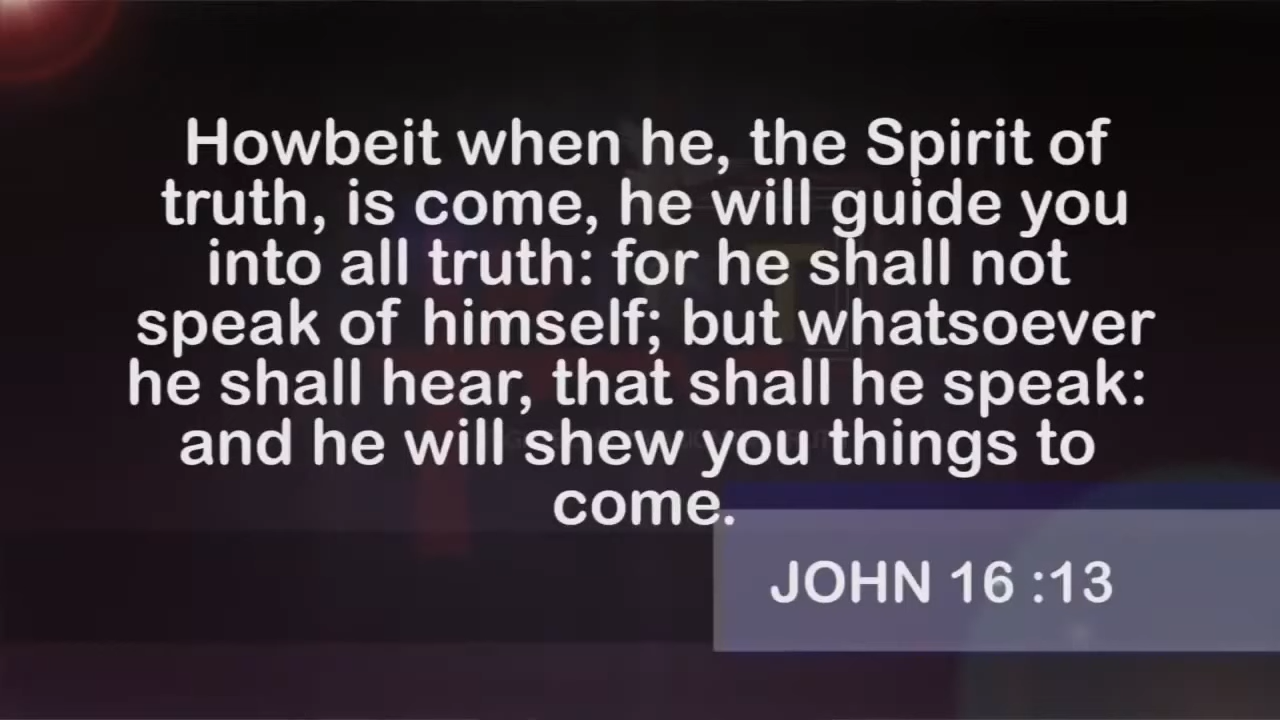 Howbeit when he, the Spirit of
truth, is come, he will guide you
into all truth: for he shall not
speak of himself; but whatsoever
he shall hear, that shall he speak:
and he will shew you things to
come.
JOHN 16 :13